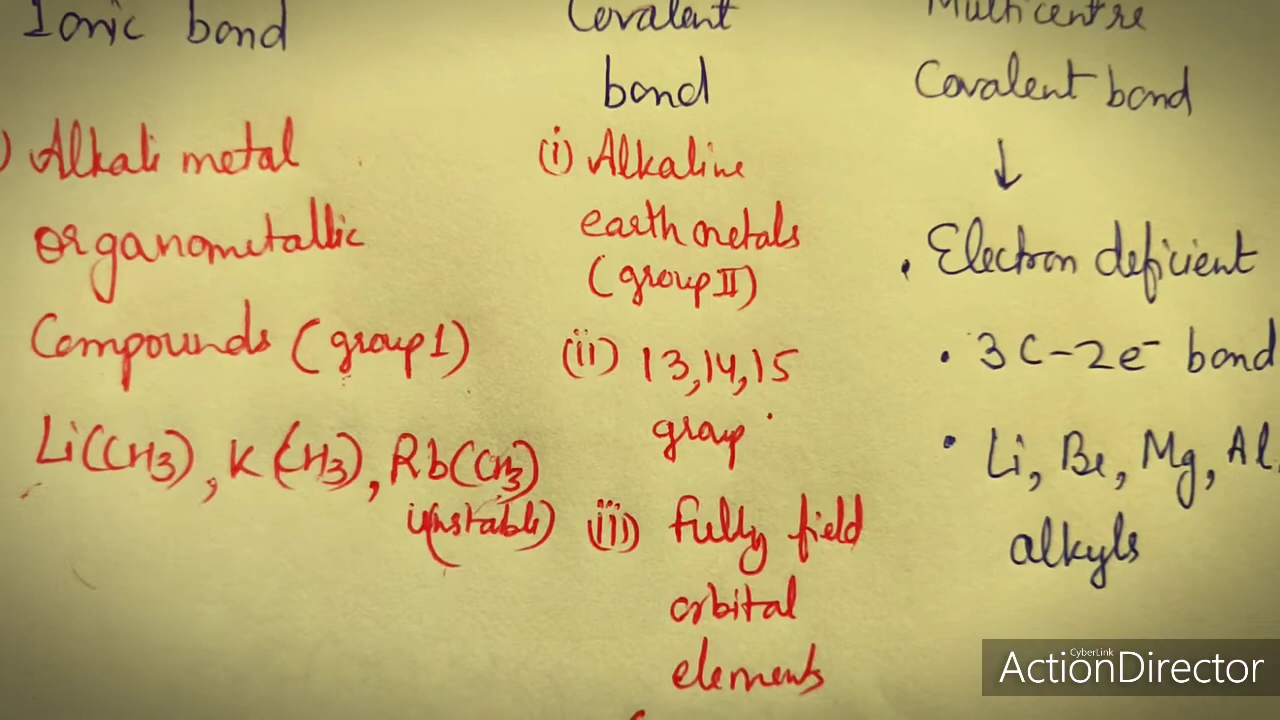 Ionic bond
) Alkali metal
organometallic
Compounds (group 1)
Li(CH3), K(CH3), Rb(CH3)
(unstable)
Covalent
bond
(i) Alkaline
earth metals
(group II)
(ii) 13,14,15
group
(iii) fully field
orbital
elements
Multicentre
Covalent bond
↓
. Electron deficient
• 3C-2e⁻ bond
• Li, Be, Mg, Al
alkyls
CyberLink
ActionDirector